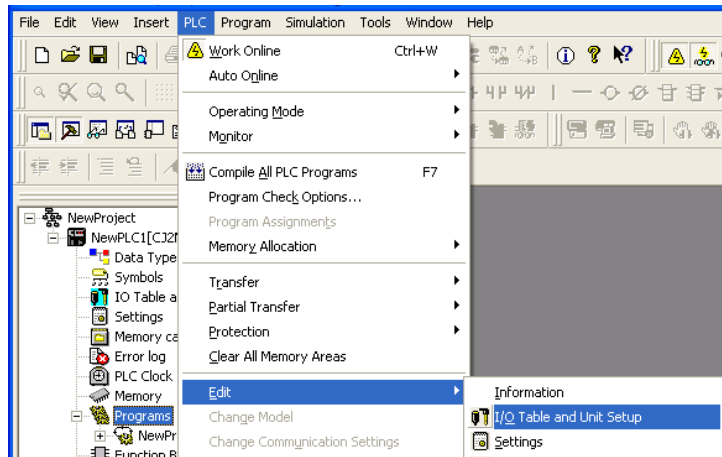 File Edit View Insert PLC Program Simulation Tools Window Help
Work Online Ctrl+W
Auto Online
Operating Mode
Monitor
Compile All PLC Programs F7
Program Check Options...
Program Assignments
Memory Allocation
Transfer
Partial Transfer
Protection
Clear All Memory Areas
Edit
Change Model
Change Communication Settings
Information
I/O Table and Unit Setup
Settings
NewProject
NewPLC1[CJ2
Data Type
Symbols
IO Table a
Settings
Memory ca
Error log
PLC Clock
Memory
Programs
NewPr
Function B